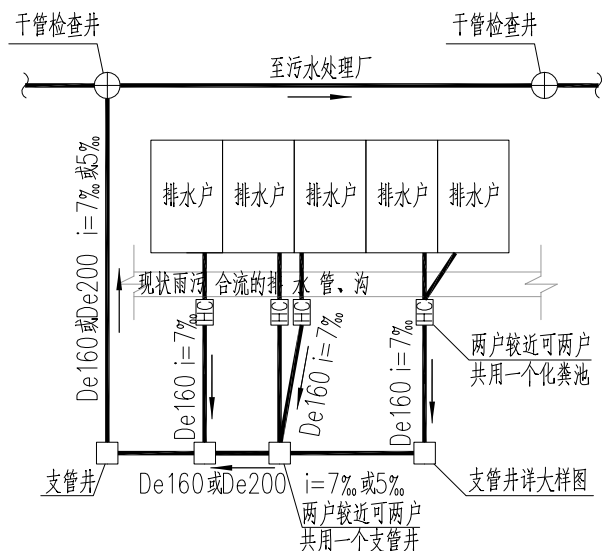 干管检查井
干管检查井
至污水处理厂
排水户
排水户
排水户
排水户
排水户
De160或De200 i=7‰或5‰
现状雨污 合流的排 水 管、沟
HC
HC
HC
HC
De160 i=7‰
De160 i=7‰
De160 i=7‰
两户较近可两户
共用一个化粪池
支管井
De160或De200 i=7‰或5‰
两户较近可两户
共用一个支管井
支管井详大样图